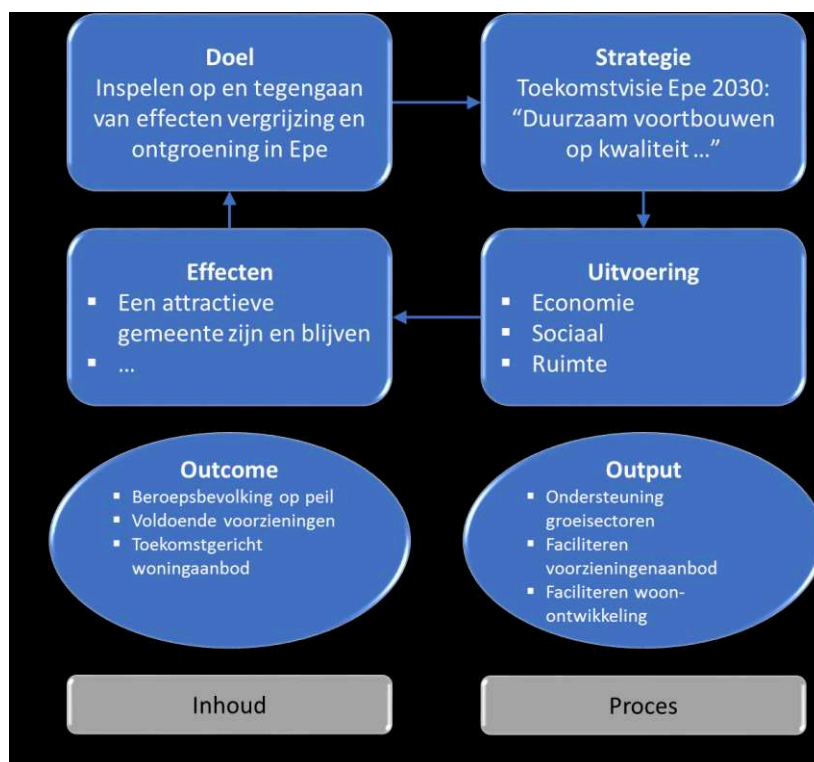 Doel
Inspelen op en tegengaan
van effecten vergrijzing en
ontgroening in Epe
Strategie
Toekomstvisie Epe 2030:
“Duurzaam voortbouwen
op kwaliteit ...”
Effecten
▪ Een attractieve
gemeente zijn en blijven
▪ ...
Uitvoering
▪ Economie
▪ Sociaal
▪ Ruimte
Outcome
▪ Beroepsbevolking op peil
▪ Voldoende voorzieningen
▪ Toekomstgericht
woningaanbod
Output
▪ Ondersteuning
groeisectoren
▪ Faciliteren
voorzieningenaanbod
▪ Faciliteren woon-
ontwikkeling
Inhoud
Proces